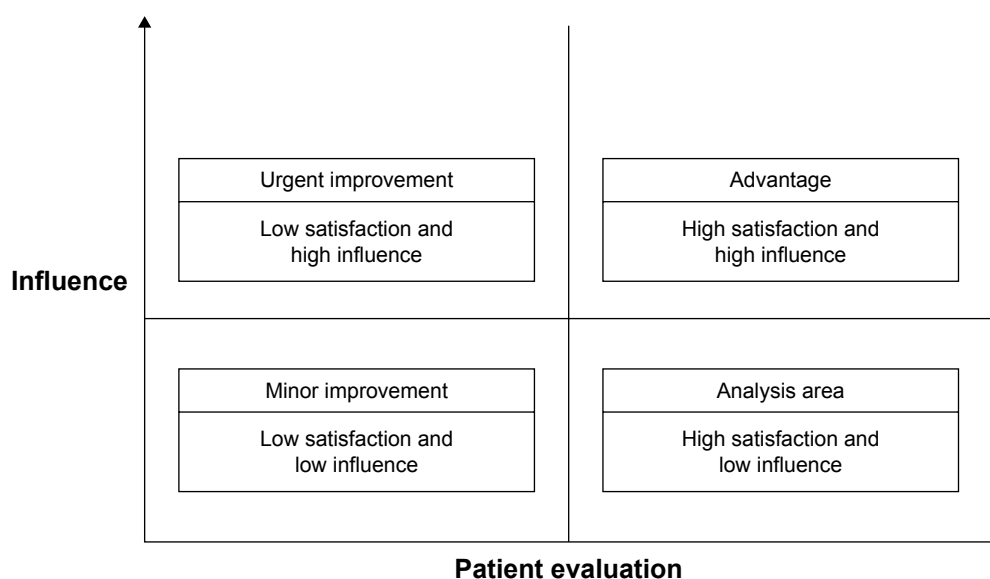 Urgent improvement
Low satisfaction and
high influence
Advantage
High satisfaction and
high influence
Influence
Minor improvement
Low satisfaction and
low influence
Analysis area
High satisfaction and
low influence
Patient evaluation